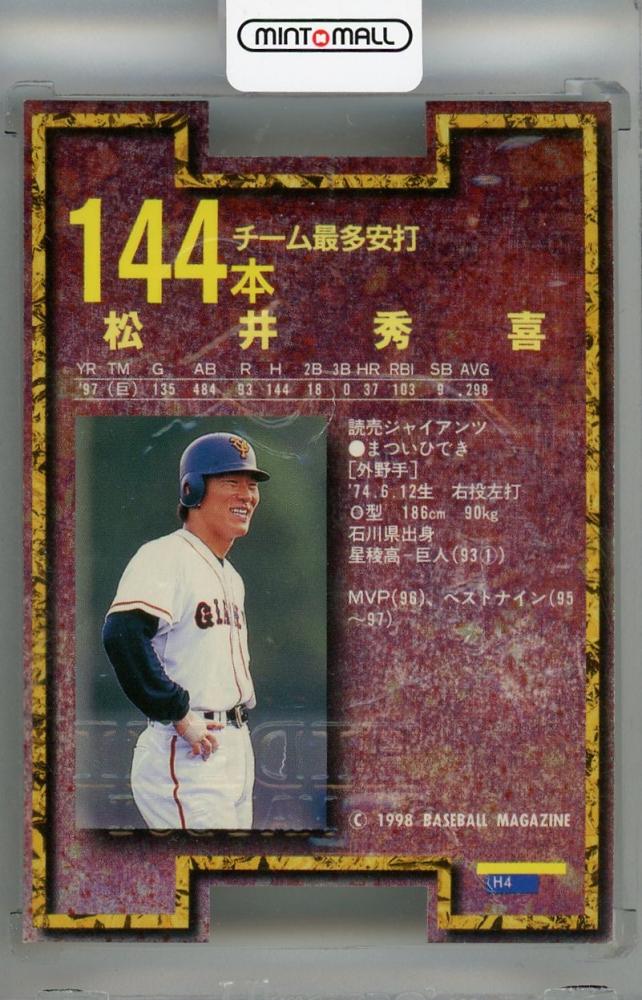 MINT MALL
144 チーム最多安打
本
松井秀喜
YR TM G AB R H 2B 3B HR RBI SB AVG
'97 (巨) 135 484 93 144 18 0 37 103 9 .298
読売ジャイアンツ
●まついひでき
[外野手]
'74.6.12生 右投左打
O型 186cm 90kg
石川県出身
星稜高-巨人(93①)
MVP(96)、ベストナイン(95
～97)
GIANTS
© 1998 BASEBALL MAGAZINE
H4